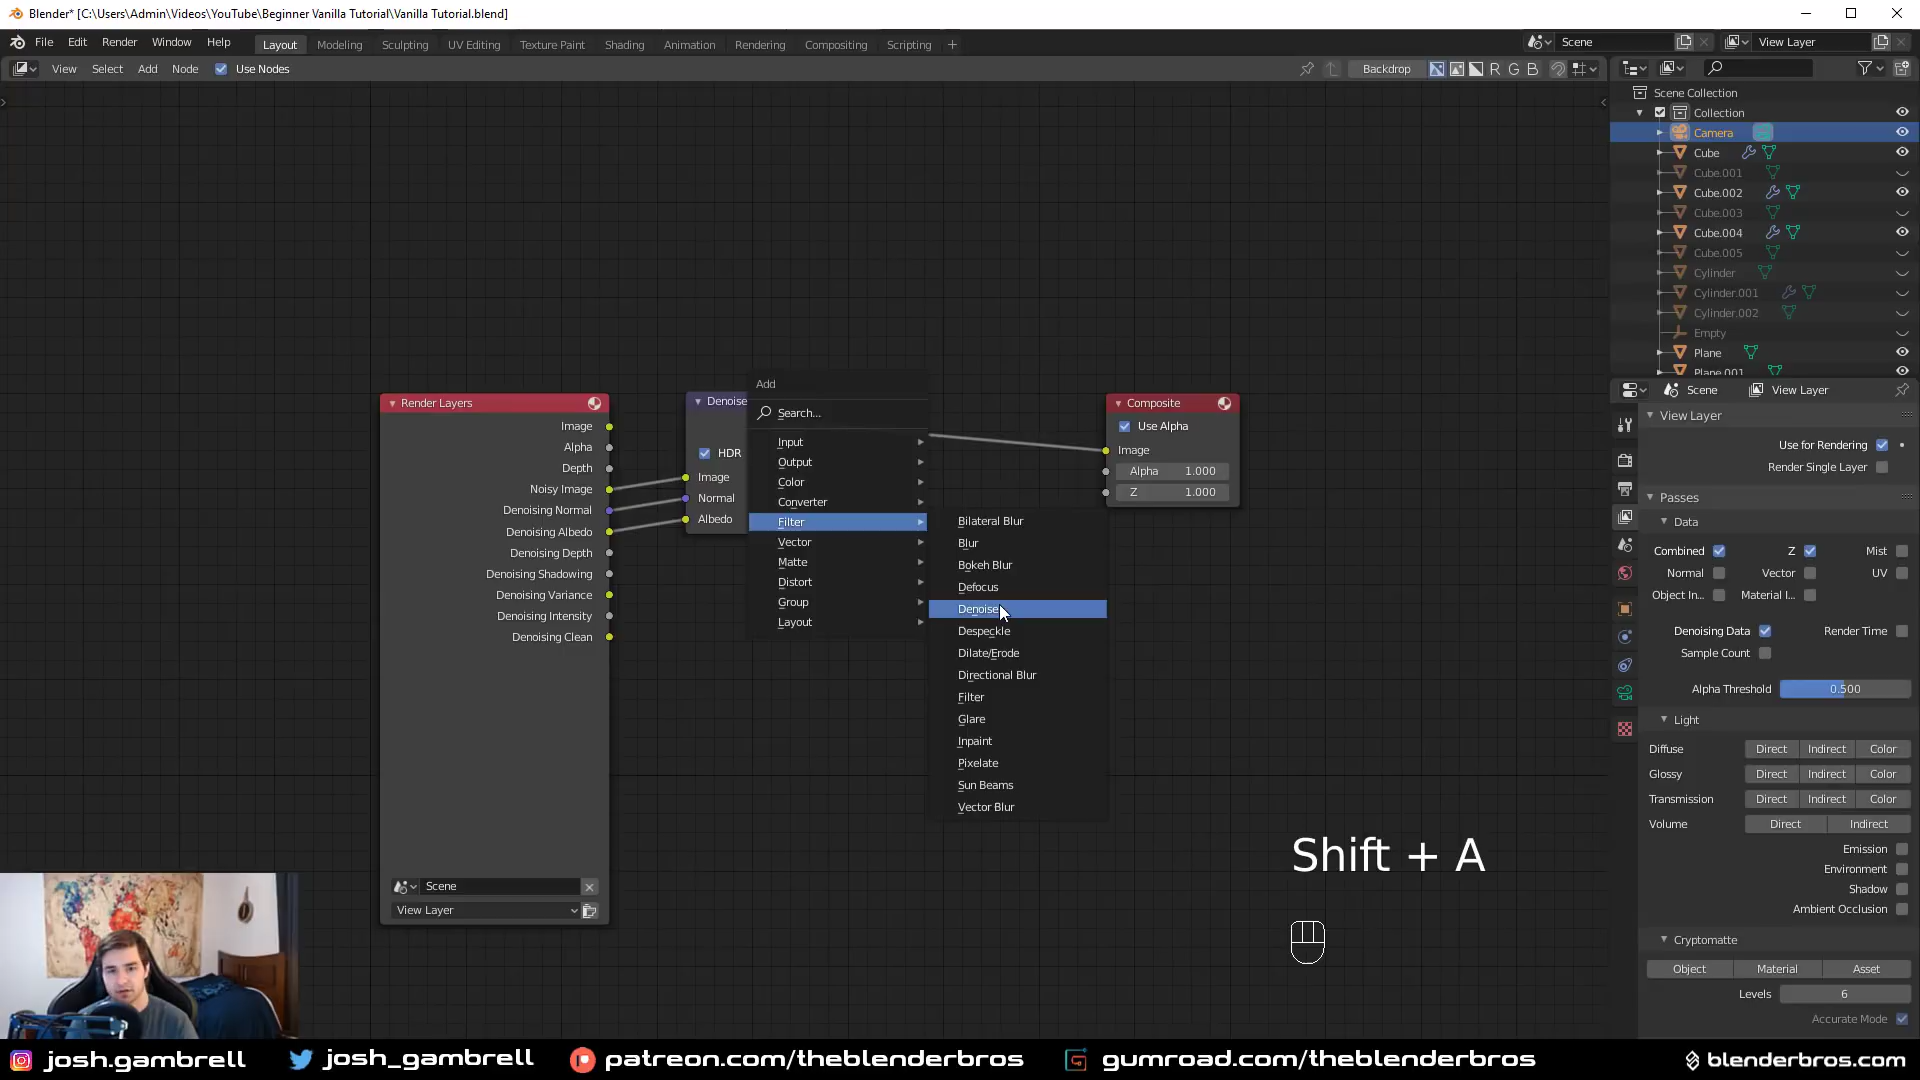 Blender* [C:\Users\Admin\Videos\YouTube\Beginner Vanilla Tutorial\Vanilla Tutorial.blend]
File Edit Render Window Help Layout Modeling Sculpting UV Editing Texture Paint Shading Animation Rendering Compositing Scripting + Scene View Layer
View Select Add Node Use Nodes Backdrop R G B
Scene Collection
Collection
Camera
Cube
Cube.001
Cube.002
Cube.003
Cube.004
Cube.005
Cylinder
Cylinder.001
Cylinder.002
Empty
Plane
Plane.001
Render Layers
Image
Alpha
Depth
Noisy Image
Denoising Normal
Denoising Albedo
Denoising Depth
Denoising Shadowing
Denoising Variance
Denoising Intensity
Denoising Clean
Scene
View Layer
Denoise
HDR
Image
Normal
Albedo
Add
Search...
Input
Output
Color
Converter
Filter
Vector
Matte
Distort
Group
Layout
Bilateral Blur
Blur
Bokeh Blur
Defocus
Denoise
Despeckle
Dilate/Erode
Directional Blur
Filter
Glare
Inpaint
Pixelate
Sun Beams
Vector Blur
Composite
Use Alpha
Image
Alpha 1.000
Z 1.000
Scene View Layer
View Layer
Use for Rendering
Render Single Layer
Passes
Data
Combined Z Mist
Normal Vector UV
Object In... Material I...
Denoising Data Render Time
Sample Count
Alpha Threshold 0.500
Light
Diffuse Direct Indirect Color
Glossy Direct Indirect Color
Transmission Direct Indirect Color
Volume Direct Indirect
Emission
Environment
Shadow
Ambient Occlusion
Cryptomatte
Object Material Asset
Levels 6
Accurate Mode
Shift + A
josh.gambrell josh_gambrell patreon.com/theblenderbros gumroad.com/theblenderbros blenderbros.com